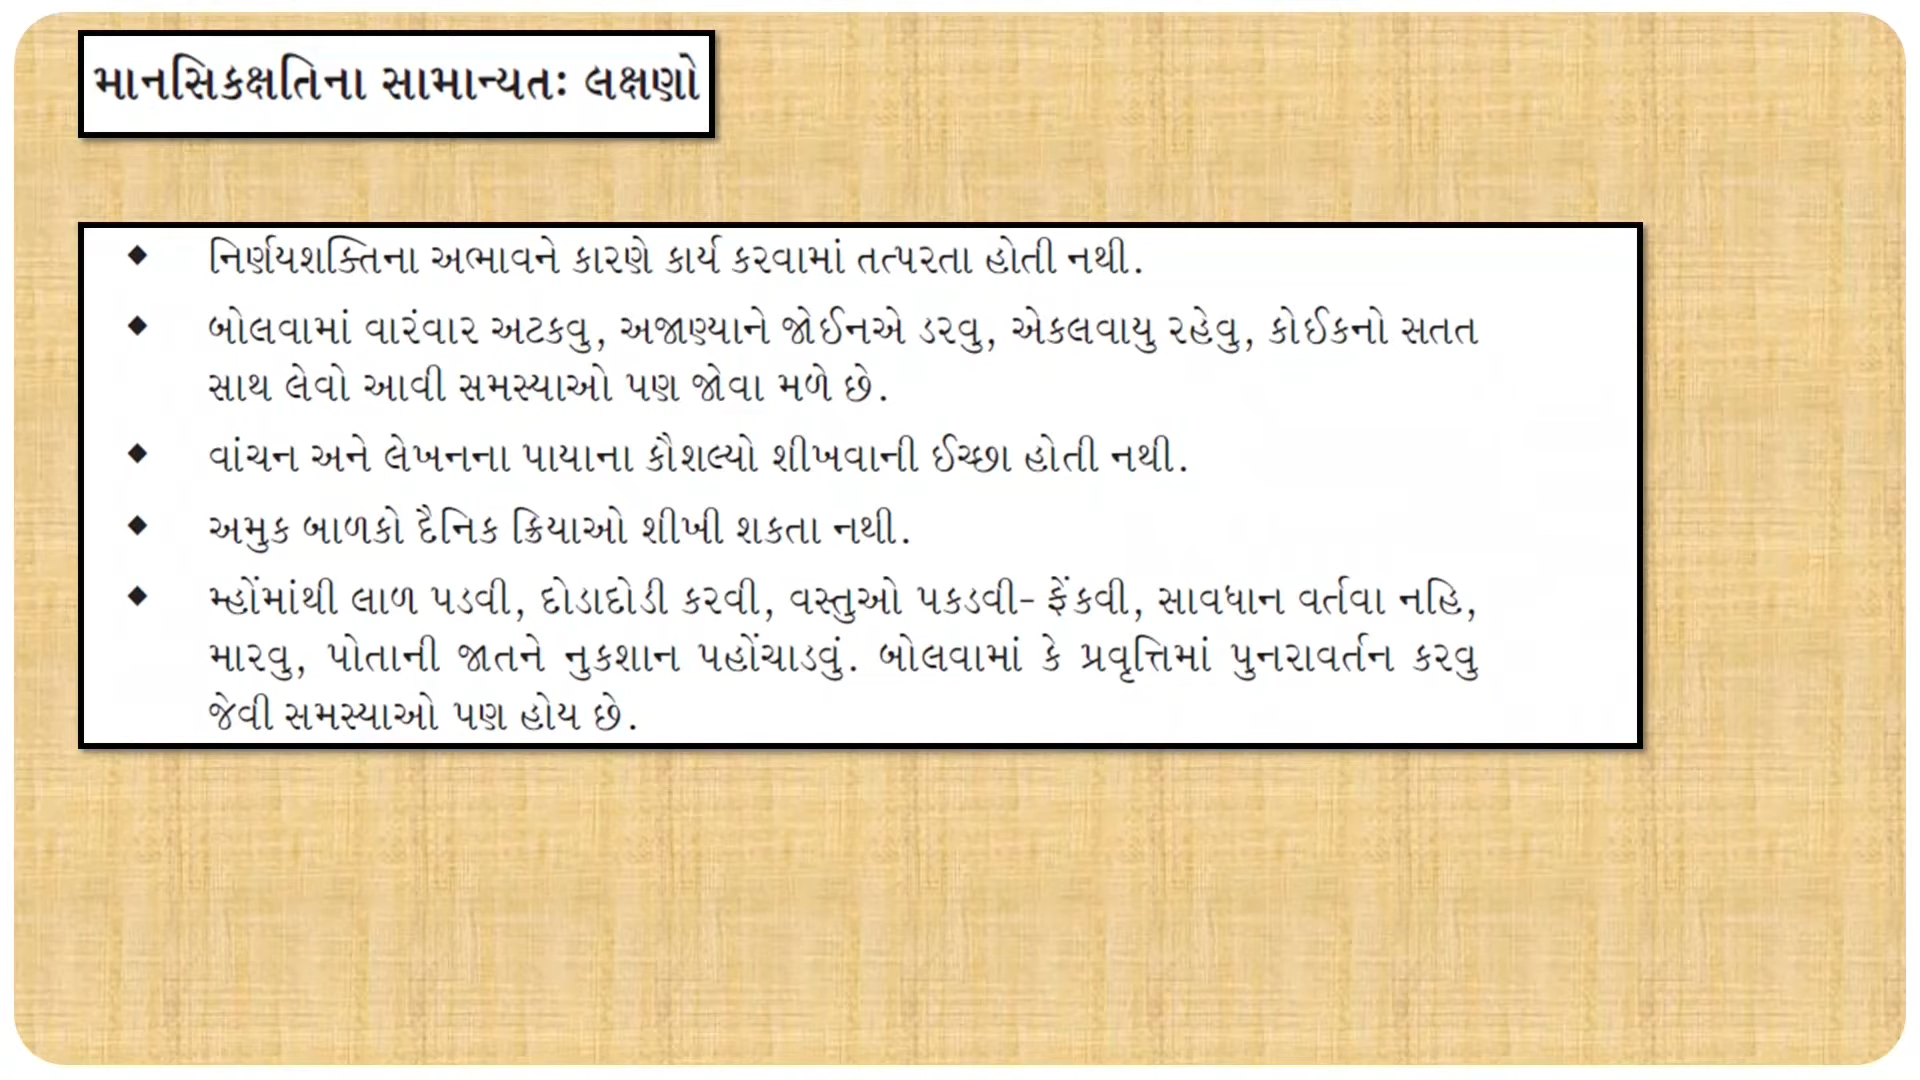 માનસિકક્ષતિના સામાન્યતઃ લક્ષણો
◆ નિર્ણયશક્તિના અભાવને કારણે કાર્ય કરવામાં તત્પરતા હોતી નથી.
◆ બોલવામાં વારંવાર અટકવુ, અજાણ્યાને જોઈનએ ડરવુ, એકલવાયુ રહેવુ, કોઈકનો સતત
સાથ લેવો આવી સમસ્યાઓ પણ જોવા મળે છે.
◆ વાંચન અને લેખનના પાયાના કૌશલ્યો શીખવાની ઈચ્છા હોતી નથી.
◆ અમુક બાળકો દૈનિક ક્રિયાઓ શીખી શકતા નથી.
◆ મ્હોંમાંથી લાળ પડવી, દોડાદોડી કરવી, વસ્તુઓ પકડવી- ફેંકવી, સાવધાન વર્તવા નહિ,
મારવુ, પોતાની જાતને નુકશાન પહોંચાડવું. બોલવામાં કે પ્રવૃત્તિમાં પુનરાવર્તન કરવુ
જેવી સમસ્યાઓ પણ હોય છે.